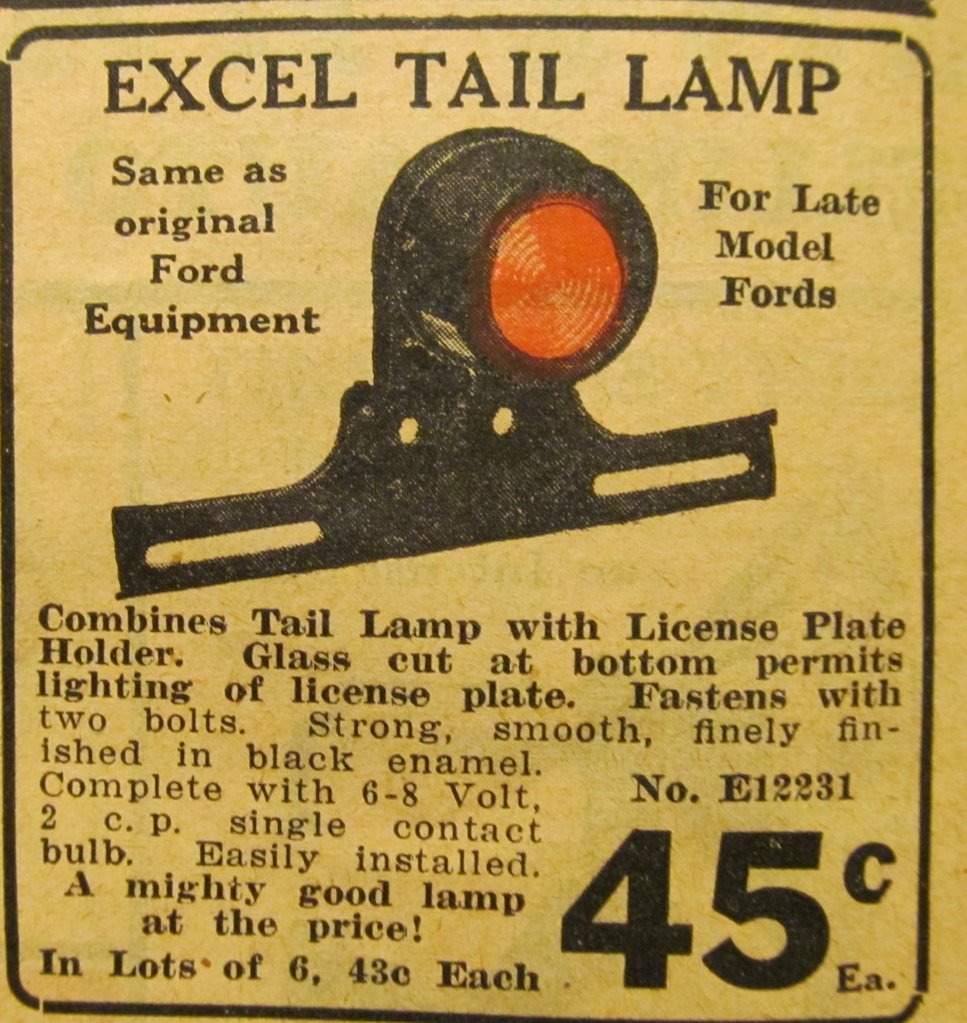 EXCEL TAIL LAMP
Same as
original
Ford
Equipment
For Late
Model
Fords
Combines Tail Lamp with License Plate
Holder. Glass cut at bottom permits
lighting of license plate. Fastens with
two bolts. Strong, smooth, finely fin-
ished in black enamel.
Complete with 6-8 Volt,
2 c. p. single contact
bulb. Easily installed.
A mighty good lamp
at the price!
In Lots of 6, 43c Each
No. E12231
45c
Ea.